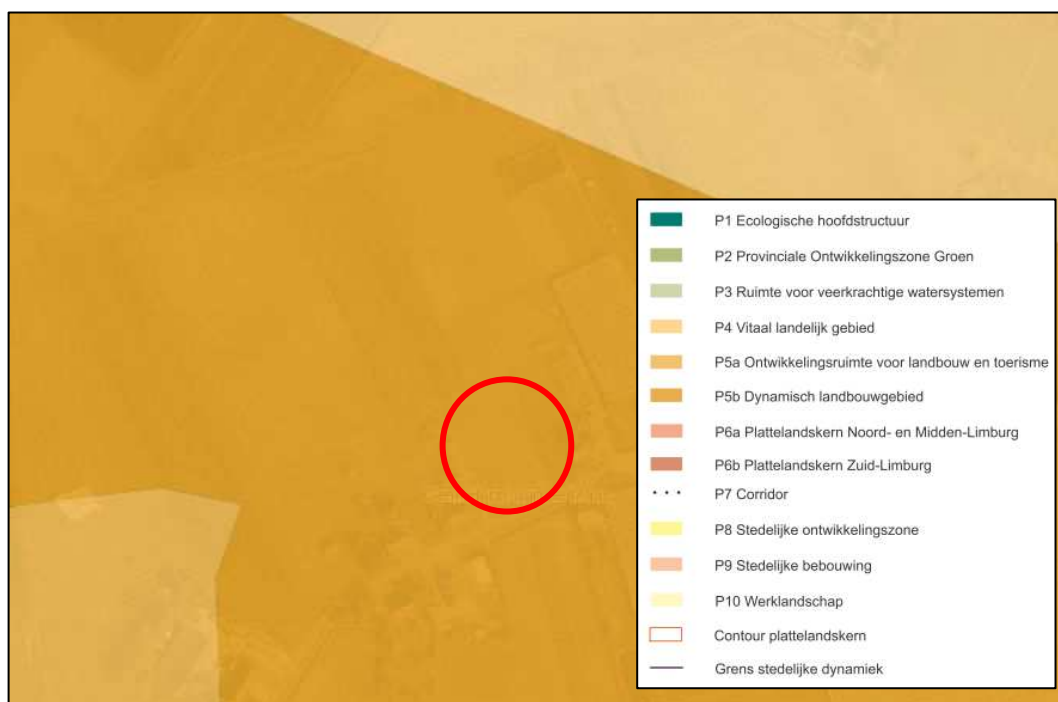 P1 Ecologische hoofdstructuur
P2 Provinciale Ontwikkelingszone Groen
P3 Ruimte voor veerkrachtige watersystemen
P4 Vitaal landelijk gebied
P5a Ontwikkelingsruimte voor landbouw en toerisme
P5b Dynamisch landbouwgebied
P6a Plattelandskern Noord- en Midden-Limburg
P6b Plattelandskern Zuid-Limburg
P7 Corridor
P8 Stedelijke ontwikkelingszone
P9 Stedelijke bebouwing
P10 Werklandschap
Contour plattelandskern
Grens stedelijke dynamiek